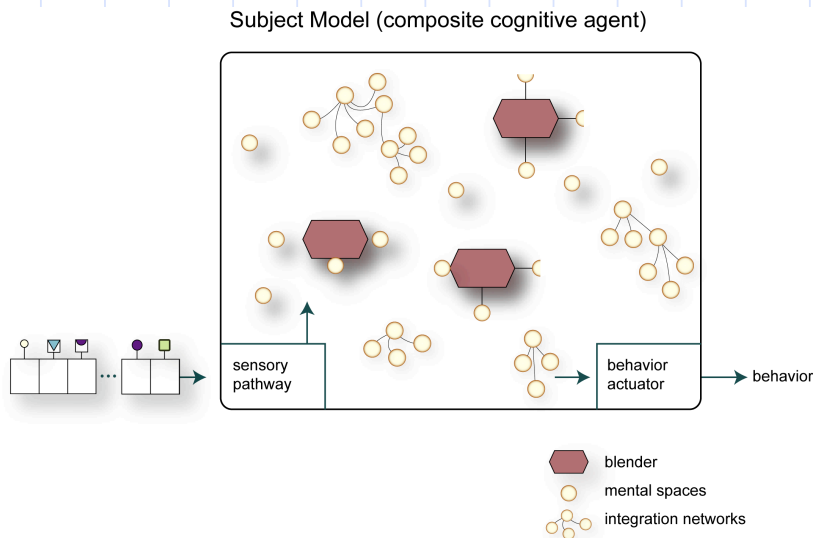 Subject Model (composite cognitive agent)
sensory
pathway
behavior
actuator
behavior
blender
mental spaces
integration networks